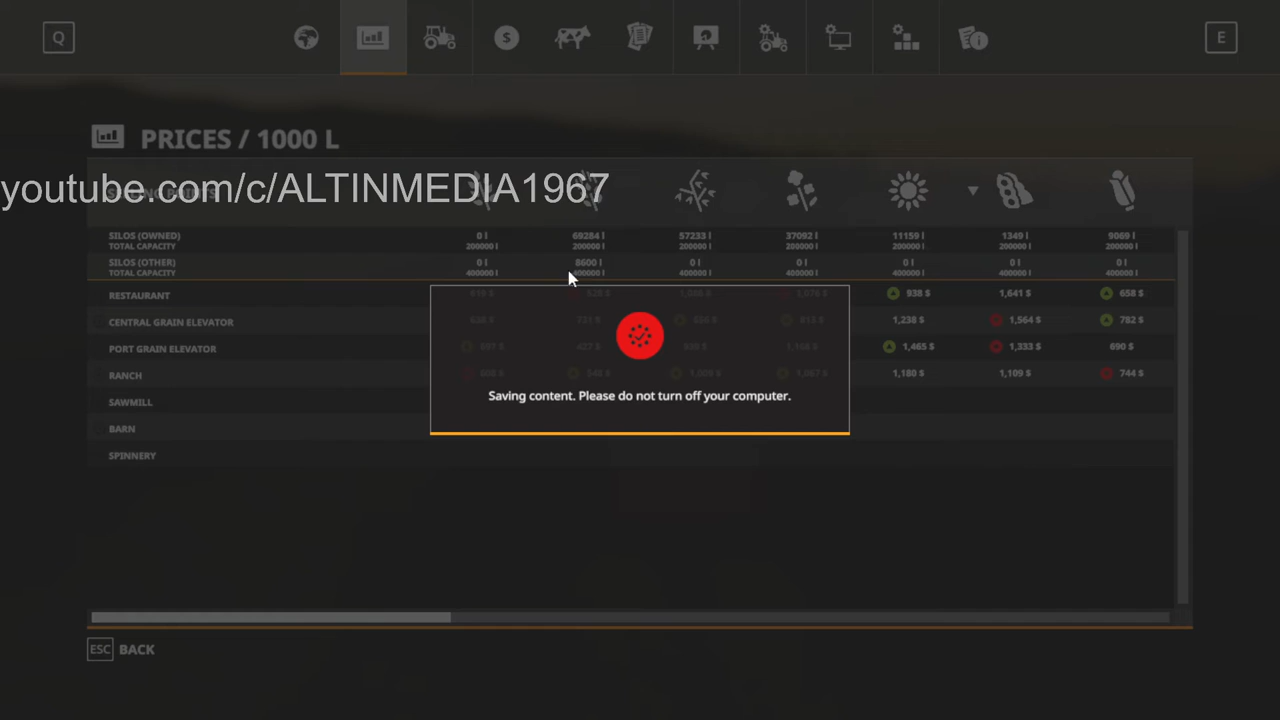 Q
E
PRICES / 1000 L
youtube.com/c/ALTINMEDIA1967
SILOS (OWNED) 0 l 69284 l 57233 l 37092 l 11159 l 1349 l 9069 l
TOTAL CAPACITY 200000 l 200000 l 200000 l 200000 l 200000 l 200000 l 200000 l
SILOS (OTHER) 0 l 8600 l 0 l 0 l 0 l 0 l 0 l
TOTAL CAPACITY 400000 l 400000 l 400000 l 400000 l 400000 l 400000 l 400000 l
RESTAURANT 938 $ 1,641 $ 658 $
CENTRAL GRAIN ELEVATOR 1,238 $ 1,564 $ 782 $
PORT GRAIN ELEVATOR 1,465 $ 1,333 $ 690 $
RANCH 1,180 $ 1,109 $ 744 $
SAWMILL
BARN
SPINNERY
Saving content. Please do not turn off your computer.
ESC BACK